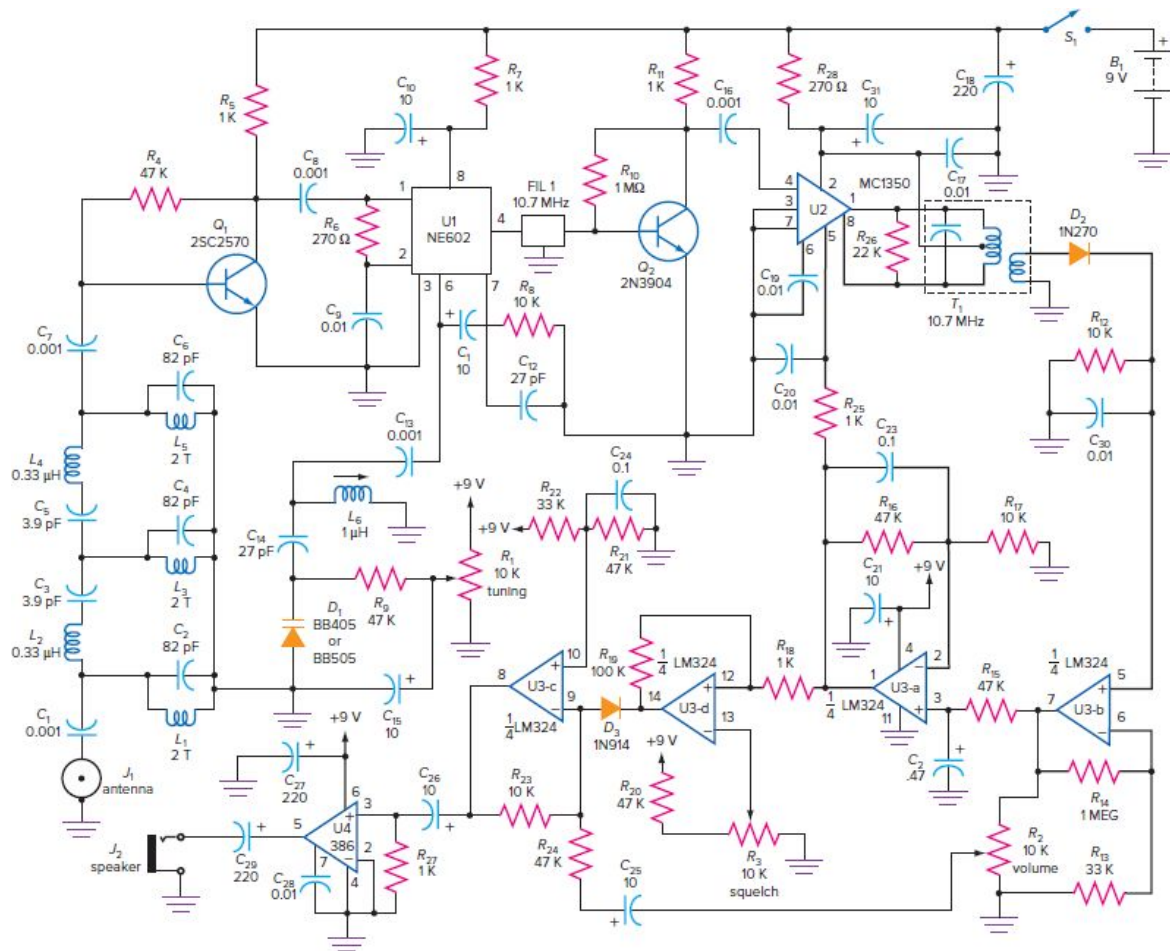 S1
B1
9 V
R5
1 K
C10
10
R7
1 K
R11
1 K
C16
0.001
R28
270 Ω
C31
10
C18
220
R4
47 K
C8
0.001
R6
270 Ω
Q1
2SC2570
1
8
U1
NE602
4
2
3
6
7
FIL 1
10.7 MHz
R10
1 MΩ
Q2
2N3904
4
2
MC1350
3
U2
1
7
8
6
5
C17
0.01
R26
22 K
D2
1N270
T1
10.7 MHz
C9
0.01
R8
10 K
C1
10
C12
27 pF
C19
0.01
C20
0.01
R25
1 K
R12
10 K
C30
0.01
C7
0.001
C6
82 pF
L5
2 T
L4
0.33 μH
C5
3.9 pF
C4
82 pF
L3
2 T
C3
3.9 pF
L2
0.33 μH
C2
82 pF
L1
2 T
C1
0.001
J1
antenna
C13
0.001
L6
1 μH
C14
27 pF
R9
47 K
D1
BB405
or
BB505
C15
10
+9 V
R1
10 K
tuning
+9 V
R22
33 K
C24
0.1
R21
47 K
C23
0.1
R16
47 K
R17
10 K
C21
10
+9 V
8
10
U3-c
9
1/4 LM324
D3
1N914
R19
100 K
1/4 LM324
12
14
U3-d
13
R18
1 K
1
4
2
U3-a
3
11
1/4 LM324
R15
47 K
C2
.47
1/4 LM324
5
7
U3-b
6
R14
1 MEG
R2
10 K
volume
R13
33 K
+9 V
R20
47 K
R3
10 K
squelch
R23
10 K
R24
47 K
C25
10
C26
10
R27
1 K
+9 V
C27
220
6
3
5
U4
386
2
7
4
C28
0.01
C29
220
J2
speaker